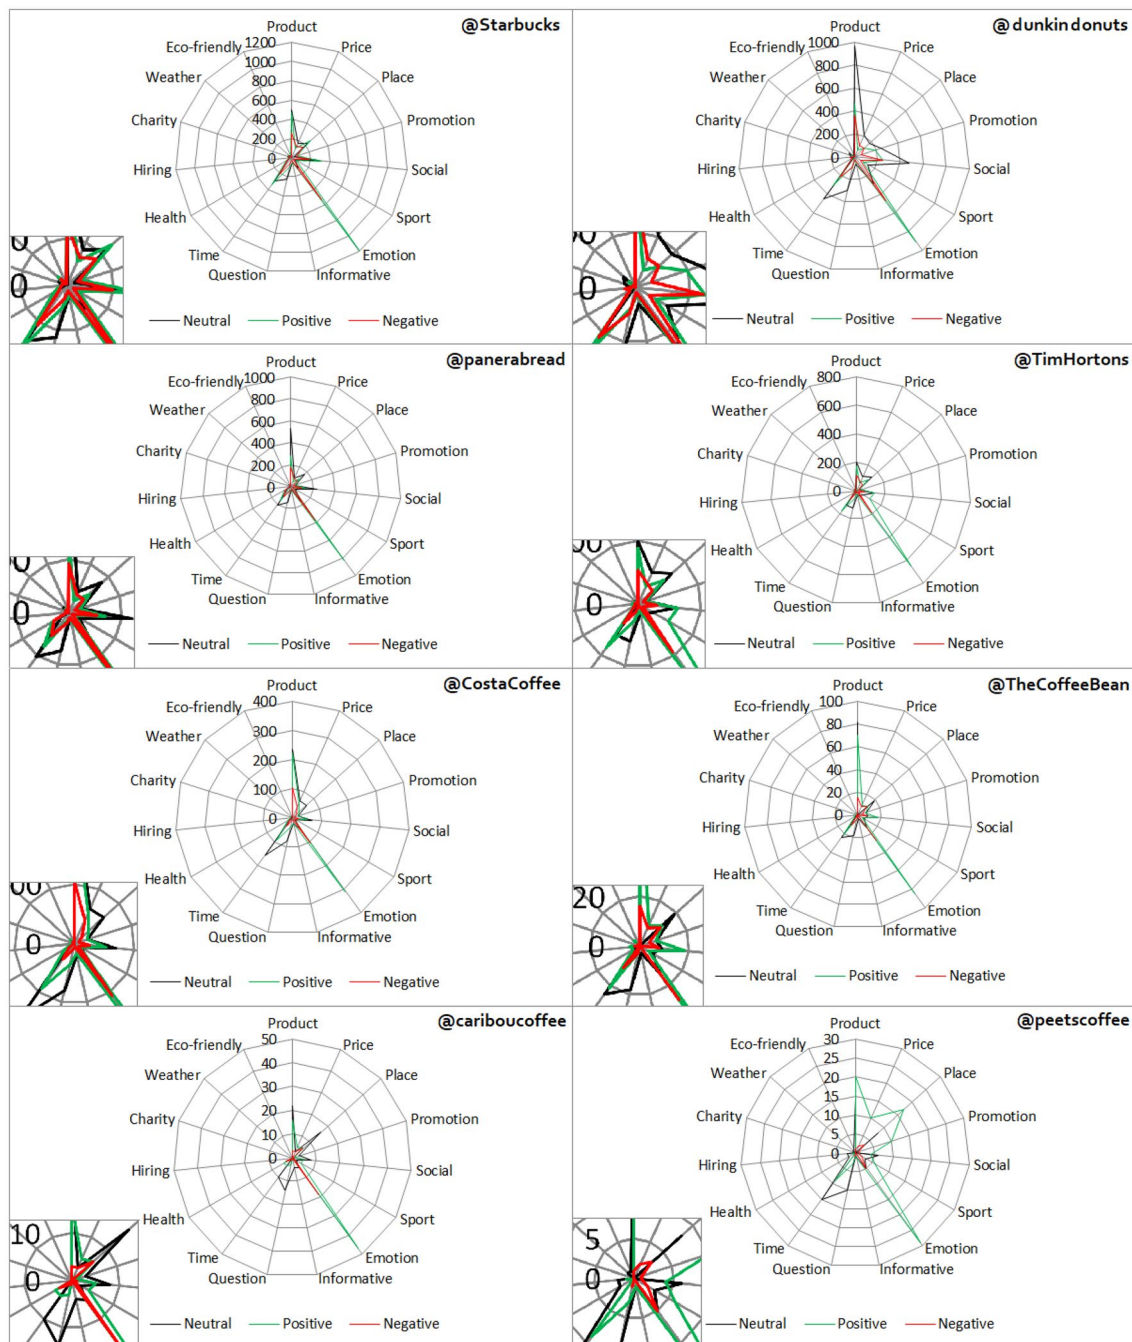 @Starbucks
Product
Price
Place
Promotion
Social
Sport
Emotion
Informative
Question
Time
Health
Hiring
Charity
Weather
Eco-friendly
1200
1000
800
600
400
200
0
0
0
Neutral Positive Negative
@dunkindonuts
Product
Price
Place
Promotion
Social
Sport
Emotion
Informative
Question
Time
Health
Hiring
Charity
Weather
Eco-friendly
1000
800
600
400
200
0
00
0
Neutral Positive Negative
@panerabread
Product
Price
Place
Promotion
Social
Sport
Emotion
Informative
Question
Time
Health
Hiring
Charity
Weather
Eco-friendly
1000
800
600
400
200
0
00
0
Neutral Positive Negative
@TimHortons
Product
Price
Place
Promotion
Social
Sport
Emotion
Informative
Question
Time
Health
Hiring
Charity
Weather
Eco-friendly
800
600
400
200
0
00
0
Neutral Positive Negative
@CostaCoffee
Product
Price
Place
Promotion
Social
Sport
Emotion
Informative
Question
Time
Health
Hiring
Charity
Weather
Eco-friendly
400
300
200
100
0
00
0
Neutral Positive Negative
@TheCoffeeBean
Product
Price
Place
Promotion
Social
Sport
Emotion
Informative
Question
Time
Health
Hiring
Charity
Weather
Eco-friendly
100
80
60
40
20
0
20
0
Neutral Positive Negative
@cariboucoffee
Product
Price
Place
Promotion
Social
Sport
Emotion
Informative
Question
Time
Health
Hiring
Charity
Weather
Eco-friendly
50
40
30
20
10
0
10
0
Neutral Positive Negative
@peetscoffee
Product
Price
Place
Promotion
Social
Sport
Emotion
Informative
Question
Time
Health
Hiring
Charity
Weather
Eco-friendly
30
25
20
15
10
5
0
5
0
Neutral Positive Negative